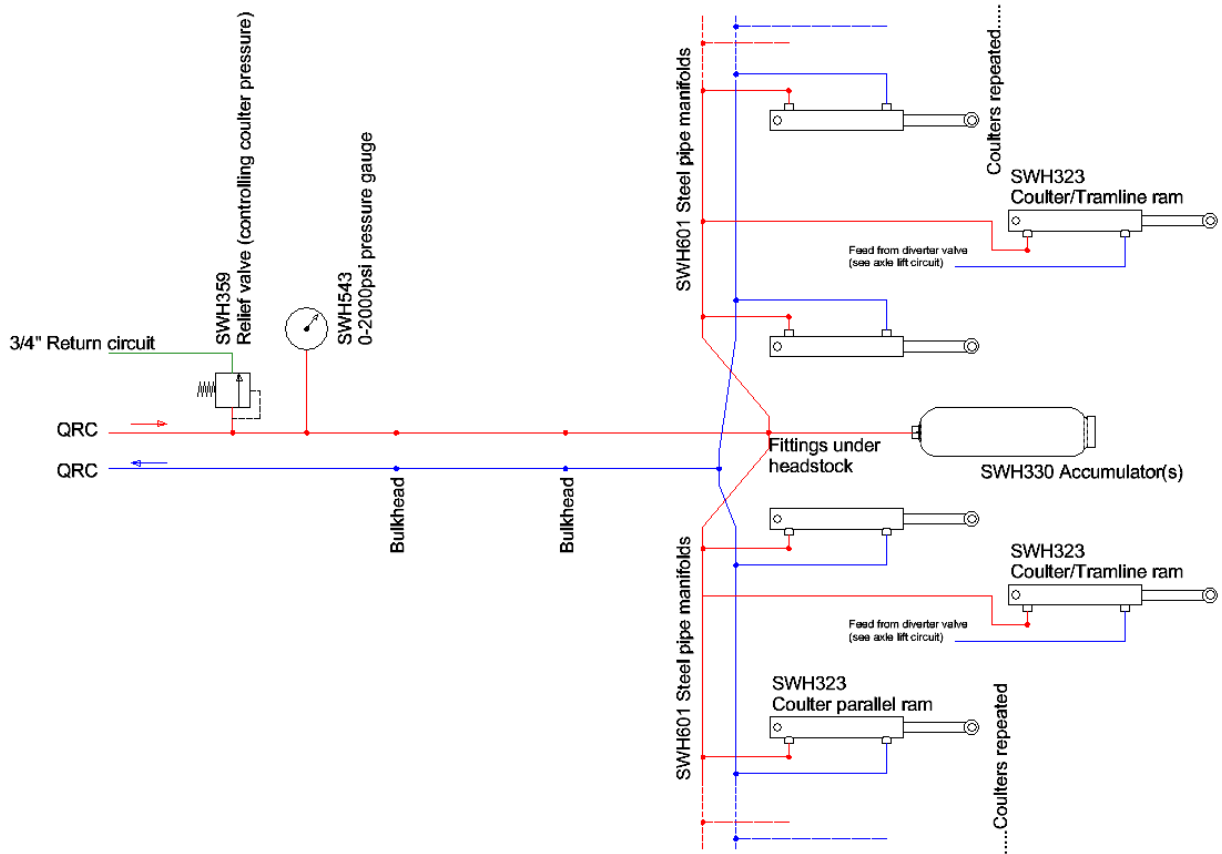 Coulters repeated.....
SWH601 Steel pipe manifolds
SWH323
Coulter/Tramline ram
Feed from diverter valve
(see axle lift circuit)
SWH359
Relief valve (controlling coulter pressure)
SWH543
0-2000psi pressure gauge
3/4" Return circuit
QRC
QRC
Bulkhead
Bulkhead
Fittings under
headstock
SWH330 Accumulator(s)
SWH601 Steel pipe manifolds
SWH323
Coulter/Tramline ram
Feed from diverter valve
(see axle lift circuit)
SWH323
Coulter parallel ram
.....Coulters repeated